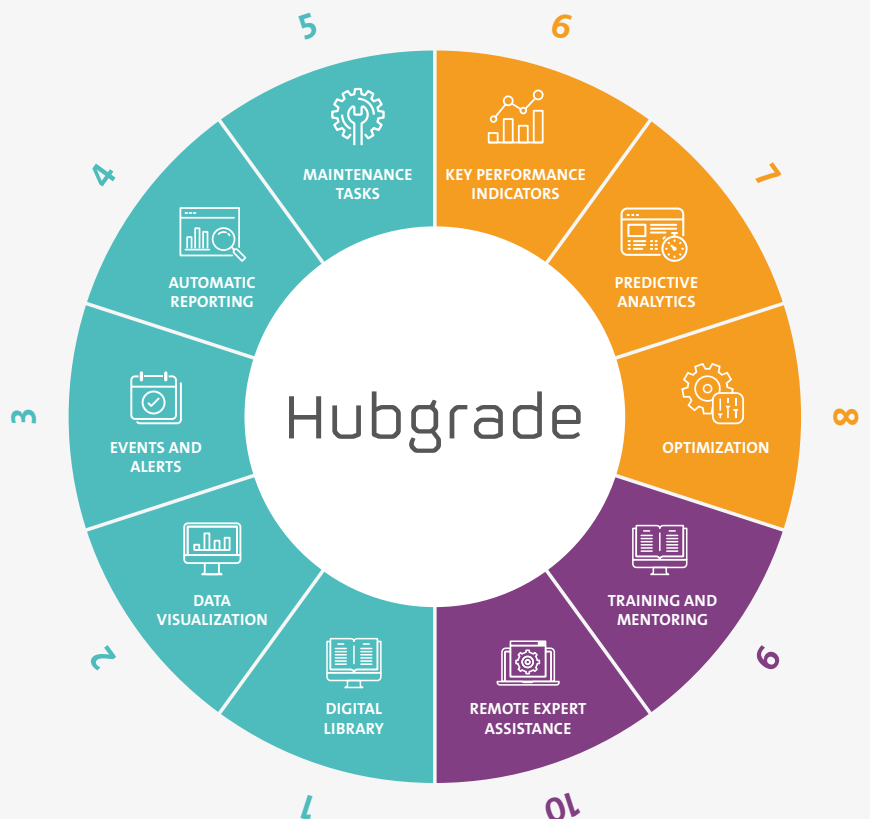 5
6
4
7
3
8
2
9
1
10
MAINTENANCE
TASKS
KEY PERFORMANCE
INDICATORS
AUTOMATIC
REPORTING
PREDICTIVE
ANALYTICS
EVENTS AND
ALERTS
Hubgrade
OPTIMIZATION
DATA
VISUALIZATION
TRAINING AND
MENTORING
DIGITAL
LIBRARY
REMOTE EXPERT
ASSISTANCE